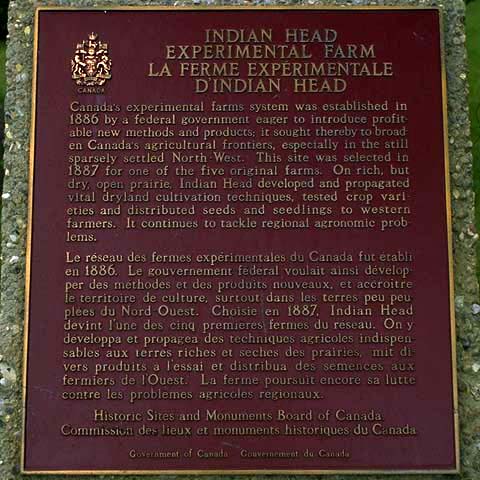 CANADA
INDIAN HEAD
EXPERIMENTAL FARM
LA FERME EXPÉRIMENTALE
D'INDIAN HEAD
Canada's experimental farms system was established in
1886 by a federal government eager to introduce profit-
able new methods and products; it sought thereby to broad-
en Canada's agricultural frontiers, especially in the still
sparsely settled North-West. This site was selected in
1887 for one of the five original farms. On rich, but
dry, open prairie, Indian Head developed and propagated
vital dryland cultivation techniques, tested crop vari-
eties and distributed seeds and seedlings to western
farmers. It continues to tackle regional agronomic prob-
lems.
Le réseau des fermes expérimentales du Canada fut établi
en 1886. Le gouvernement fédéral voulait ainsi dévelop-
per des méthodes et des produits nouveaux, et accroître
le territoire de culture, surtout dans les terres peu peu-
plées du Nord-Ouest. Choisie en 1887, Indian Head
devint l'une des cinq premières fermes du réseau. On y
développa et propagea des techniques agricoles indispen-
sables aux terres riches et sèches des prairies, mit di-
vers produits à l'essai et distribua des semences aux
fermiers de l'Ouest. La ferme poursuit encore sa lutte
contre les problèmes agricoles régionaux.
Historic Sites and Monuments Board of Canada
Commission des lieux et monuments historiques du Canada
Government of Canada Gouvernement du Canada